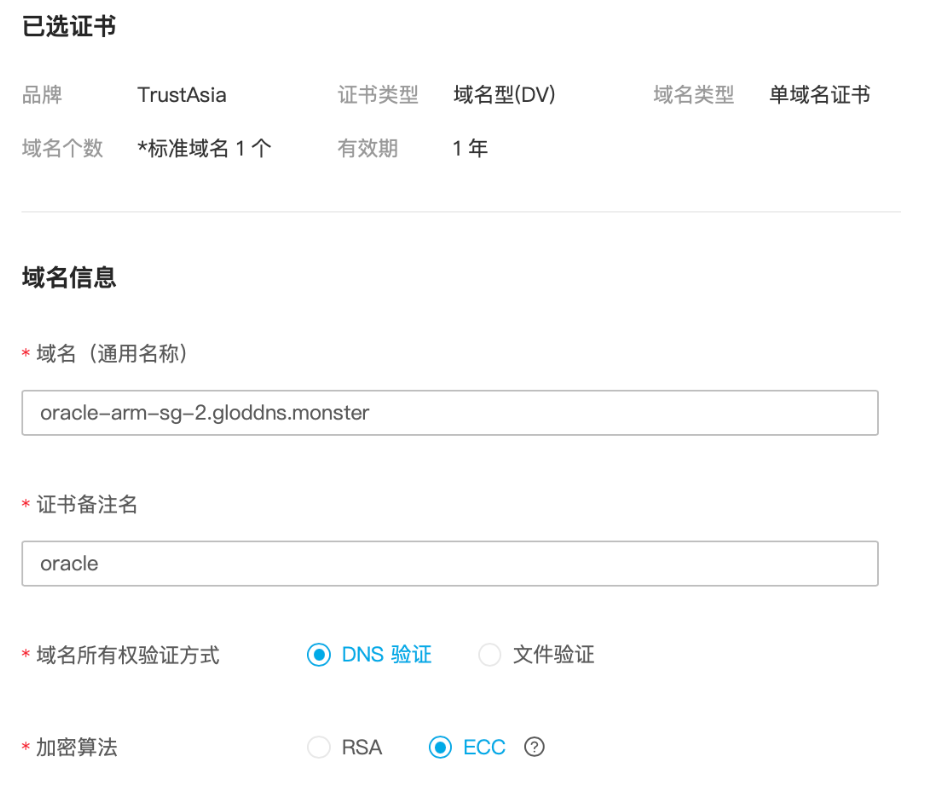 已选证书
品牌 TrustAsia 证书类型 域名型(DV) 域名类型 单域名证书
域名个数 *标准域名 1 个 有效期 1 年
域名信息
* 域名（通用名称）
oracle-arm-sg-2.gloddns.monster
* 证书备注名
oracle
* 域名所有权验证方式 DNS 验证 文件验证
* 加密算法 RSA ECC ?